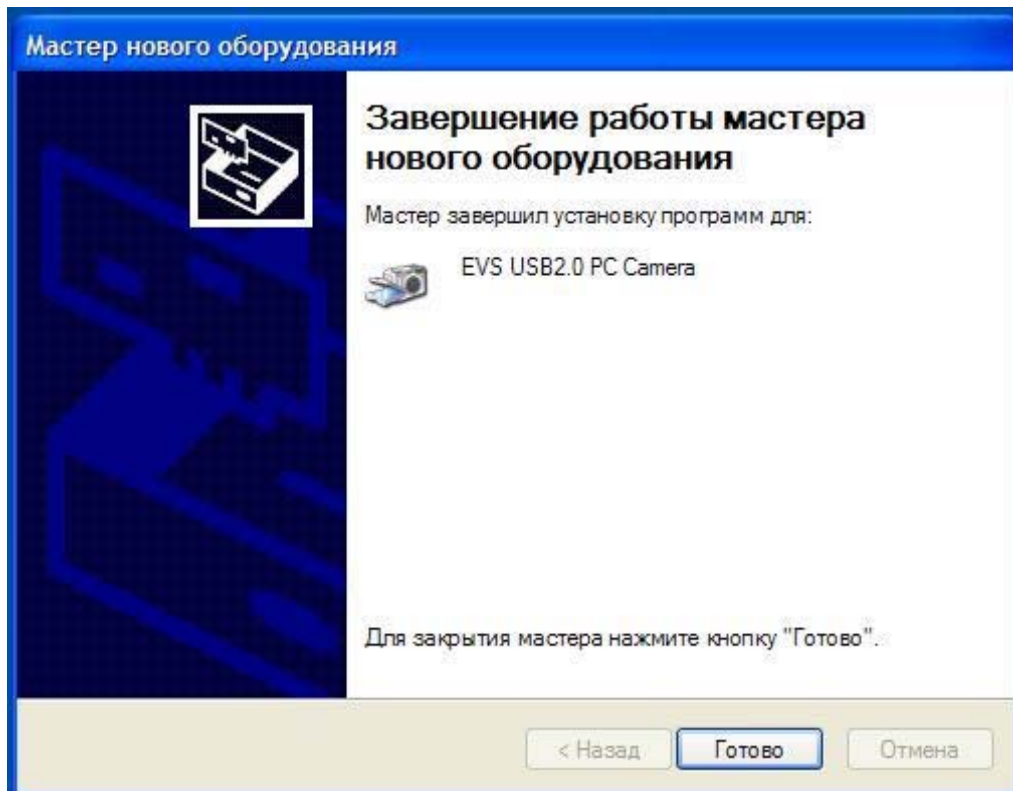 Мастер нового оборудования
Завершение работы мастера
нового оборудования
Мастер завершил установку программ для:
EVS USB2.0 PC Camera
Для закрытия мастера нажмите кнопку "Готово".
< Назад
Готово
Отмена